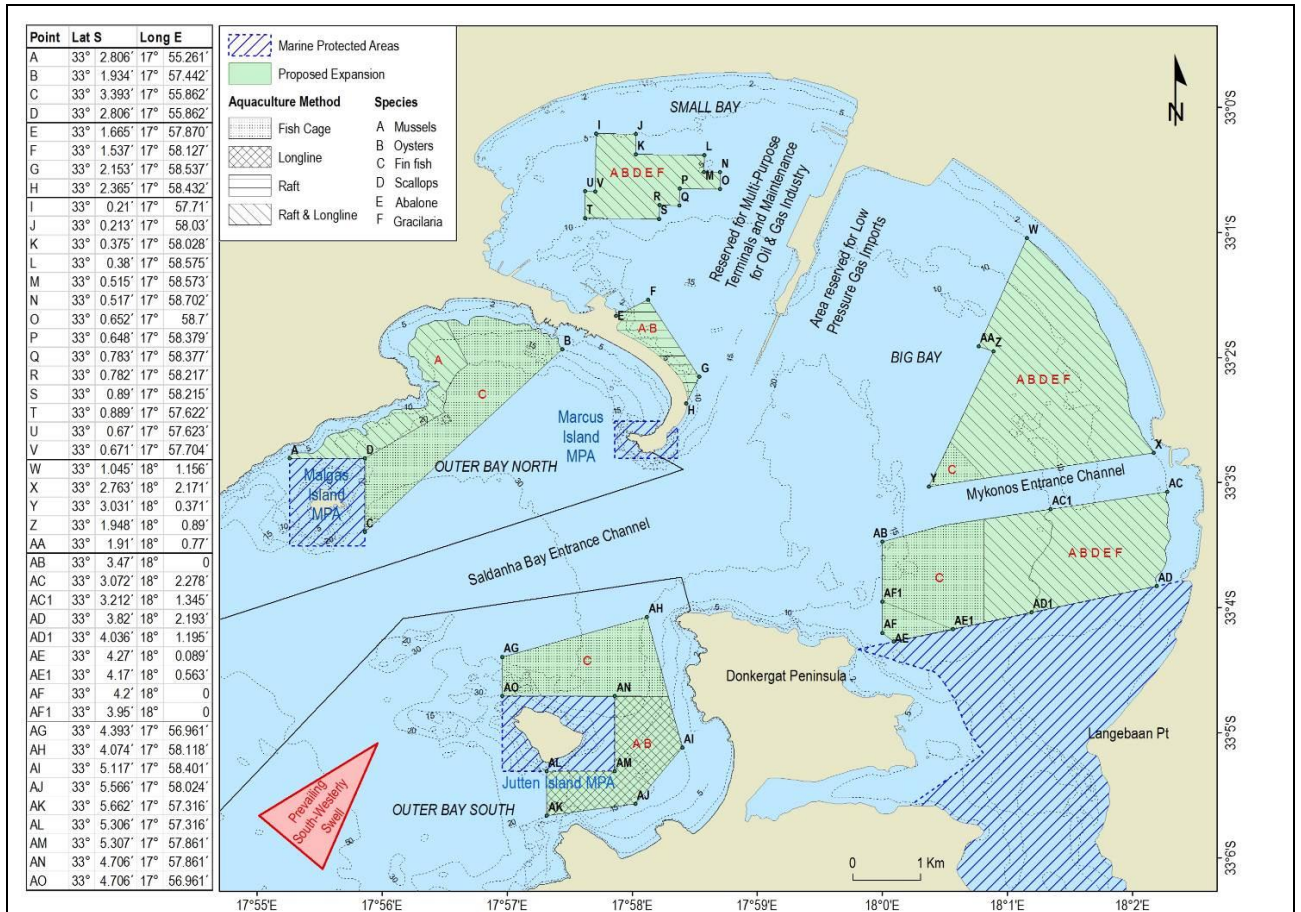 Point Lat S Long E
A 33° 2.806' 17° 55.261'
B 33° 1.934' 17° 57.442'
C 33° 3.393' 17° 55.862'
D 33° 2.806' 17° 55.862'
E 33° 1.665' 17° 57.870'
F 33° 1.537' 17° 58.127'
G 33° 2.153' 17° 58.537'
H 33° 2.365' 17° 58.432'
I 33° 0.21' 17° 57.71'
J 33° 0.213' 17° 58.03'
K 33° 0.375' 17° 58.028'
L 33° 0.38' 17° 58.575'
M 33° 0.515' 17° 58.573'
N 33° 0.517' 17° 58.702'
O 33° 0.652' 17° 58.7'
P 33° 0.648' 17° 58.379'
Q 33° 0.783' 17° 58.377'
R 33° 0.782' 17° 58.217'
S 33° 0.89' 17° 58.215'
T 33° 0.889' 17° 57.622'
U 33° 0.67' 17° 57.623'
V 33° 0.671' 17° 57.704'
W 33° 1.045' 18° 1.156'
X 33° 2.763' 18° 2.171'
Y 33° 3.031' 18° 0.371'
Z 33° 1.948' 18° 0.89'
AA 33° 1.91' 18° 0.77'
AB 33° 3.47' 18° 0
AC 33° 3.072' 18° 2.278'
AC1 33° 3.212' 18° 1.345'
AD 33° 3.82' 18° 2.193'
AD1 33° 4.036' 18° 1.195'
AE 33° 4.27' 18° 0.089'
AE1 33° 4.17' 18° 0.563'
AF 33° 4.2' 18° 0
AF1 33° 3.95' 18° 0
AG 33° 4.393' 17° 56.961'
AH 33° 4.074' 17° 58.118'
AI 33° 5.117' 17° 58.401'
AJ 33° 5.566' 17° 58.024'
AK 33° 5.662' 17° 57.316'
AL 33° 5.306' 17° 57.316'
AM 33° 5.307' 17° 57.861'
AN 33° 4.706' 17° 57.861'
AO 33° 4.706' 17° 56.961'
Marine Protected Areas
Proposed Expansion
Aquaculture Method Species
Fish Cage A Mussels
Longline B Oysters
Raft C Fin fish
Raft & Longline D Scallops
E Abalone
F Gracilaria
SMALL BAY
N
I J
K L
N
M O
P
Q
R S
U V
T
A B D E F
Reserved for Multi-Purpose
Terminals and Maintenance
for Oil & Gas Industry
Area reserved for Low
Pressure Gas Imports
W
AA Z
BIG BAY
A B D E F
X
Y
C
Mykonos Entrance Channel
E F
A B
G
H
B
A
C
A D
C
OUTER BAY NORTH
Malgas
Island
MPA
Marcus
Island
MPA
Saldanha Bay Entrance Channel
AB AC1 AC
C
A B D E F
AD
AF1
AF AE AE1 AD1
AH
AG
C
AO AN
A B
AI
AL AM
Jutten Island MPA
AK AJ
OUTER BAY SOUTH
Donkergat Peninsula
Langebaan Pt
Prevailing
South-Westerly
Swell
0 1 Km
33°0'S
33°1'S
33°2'S
33°3'S
33°4'S
33°5'S
33°6'S
17°55'E 17°56'E 17°57'E 17°58'E 17°59'E 18°0'E 18°1'E 18°2'E